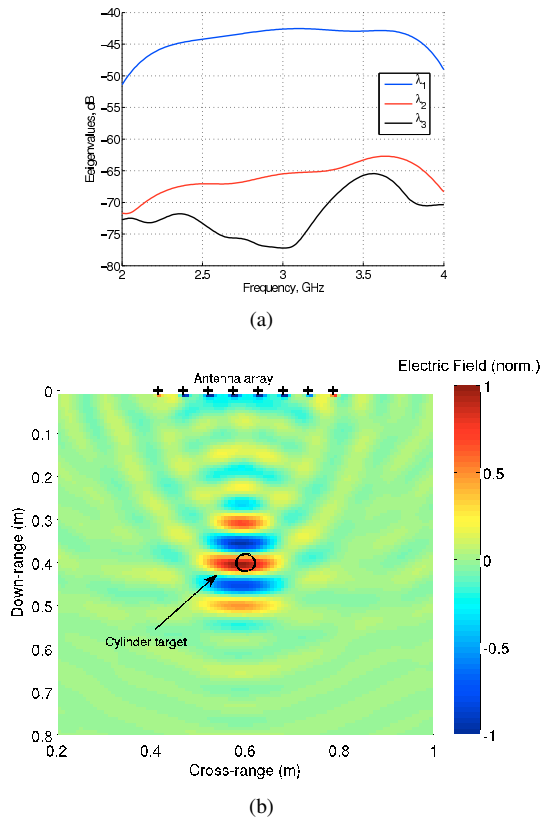 −40
−45
−50
−55
−60
−65
−70
−75
−80
Eeigenvalues, dB
λ1
λ2
λ3
2 2.5 3 3.5 4
Frequency, GHz
(a)
Electric Field (norm.)
Antenna array
0
0.1
0.2
0.3
0.4
0.5
0.6
0.7
0.8
Down-range (m)
Cylinder target
0.2 0.4 0.6 0.8 1
Cross-range (m)
1
0.5
0
-0.5
-1
(b)